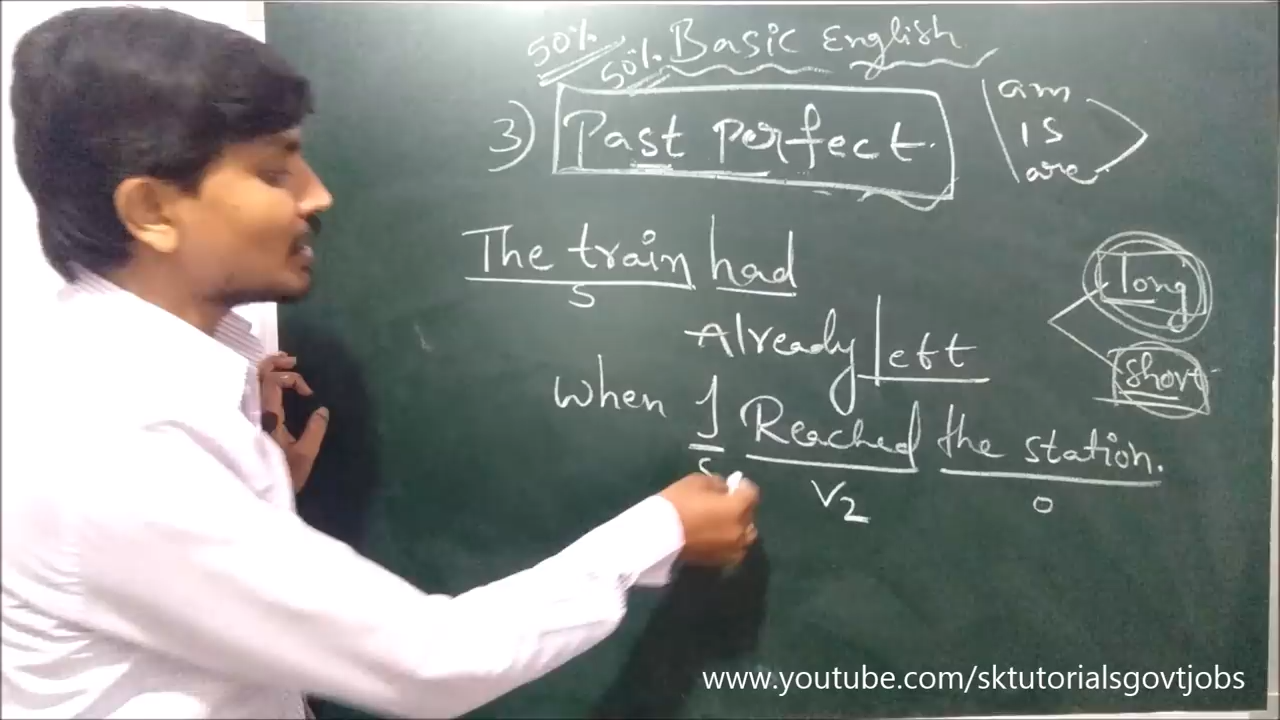 50% 50% Basic English
3) Past perfect.
am
is
are
The train had
S
long
Already left
short
when I Reached the station.
S V2 O
www.youtube.com/sktutorialsgovtjobs